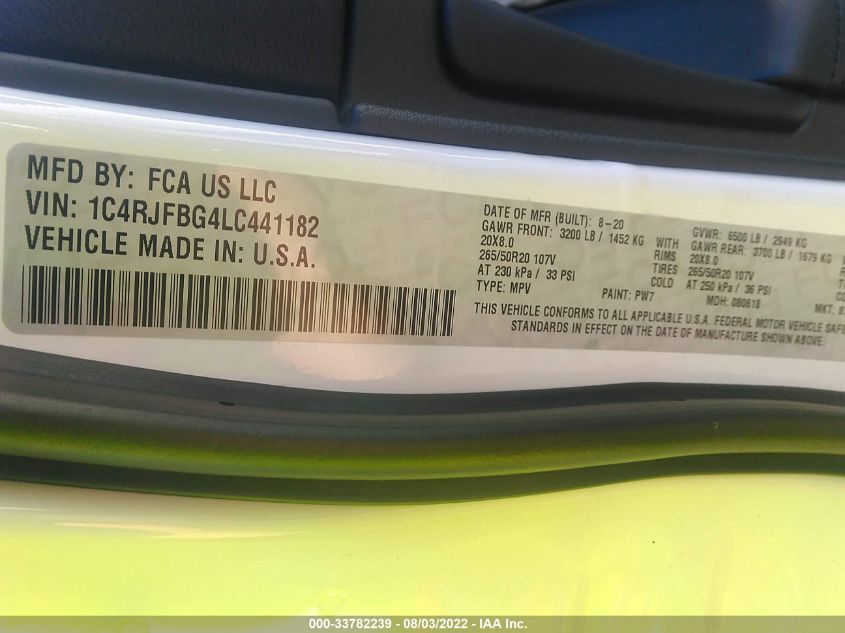 MFD BY: FCA US LLC
VIN: 1C4RJFBG4LC441182
VEHICLE MADE IN: U.S.A.
DATE OF MFR (BUILT): 8-20
GVWR: 6500 LB / 2949 KG
GAWR FRONT: 3200 LB / 1452 KG WITH GAWR REAR: 3700 LB / 1679 KG
20X8.0 RIMS 20X8.0
265/50R20 107V TIRES 265/50R20 107V
AT 230 kPa / 33 PSI COLD AT 250 kPa / 36 PSI
TYPE: MPV PAINT: PW7 MDH: 080618 MKT:
THIS VEHICLE CONFORMS TO ALL APPLICABLE U.S.A. FEDERAL MOTOR VEHICLE
STANDARDS IN EFFECT ON THE DATE OF MANUFACTURE SHOWN ABOVE.
000-33782239 - 08/03/2022 - IAA Inc.